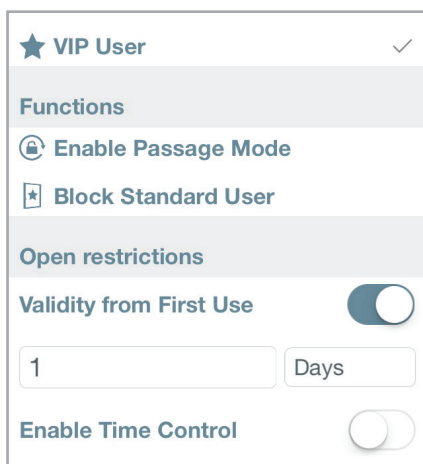 VIP User
Functions
Enable Passage Mode
Block Standard User
Open restrictions
Validity from First Use
1 Days
Enable Time Control